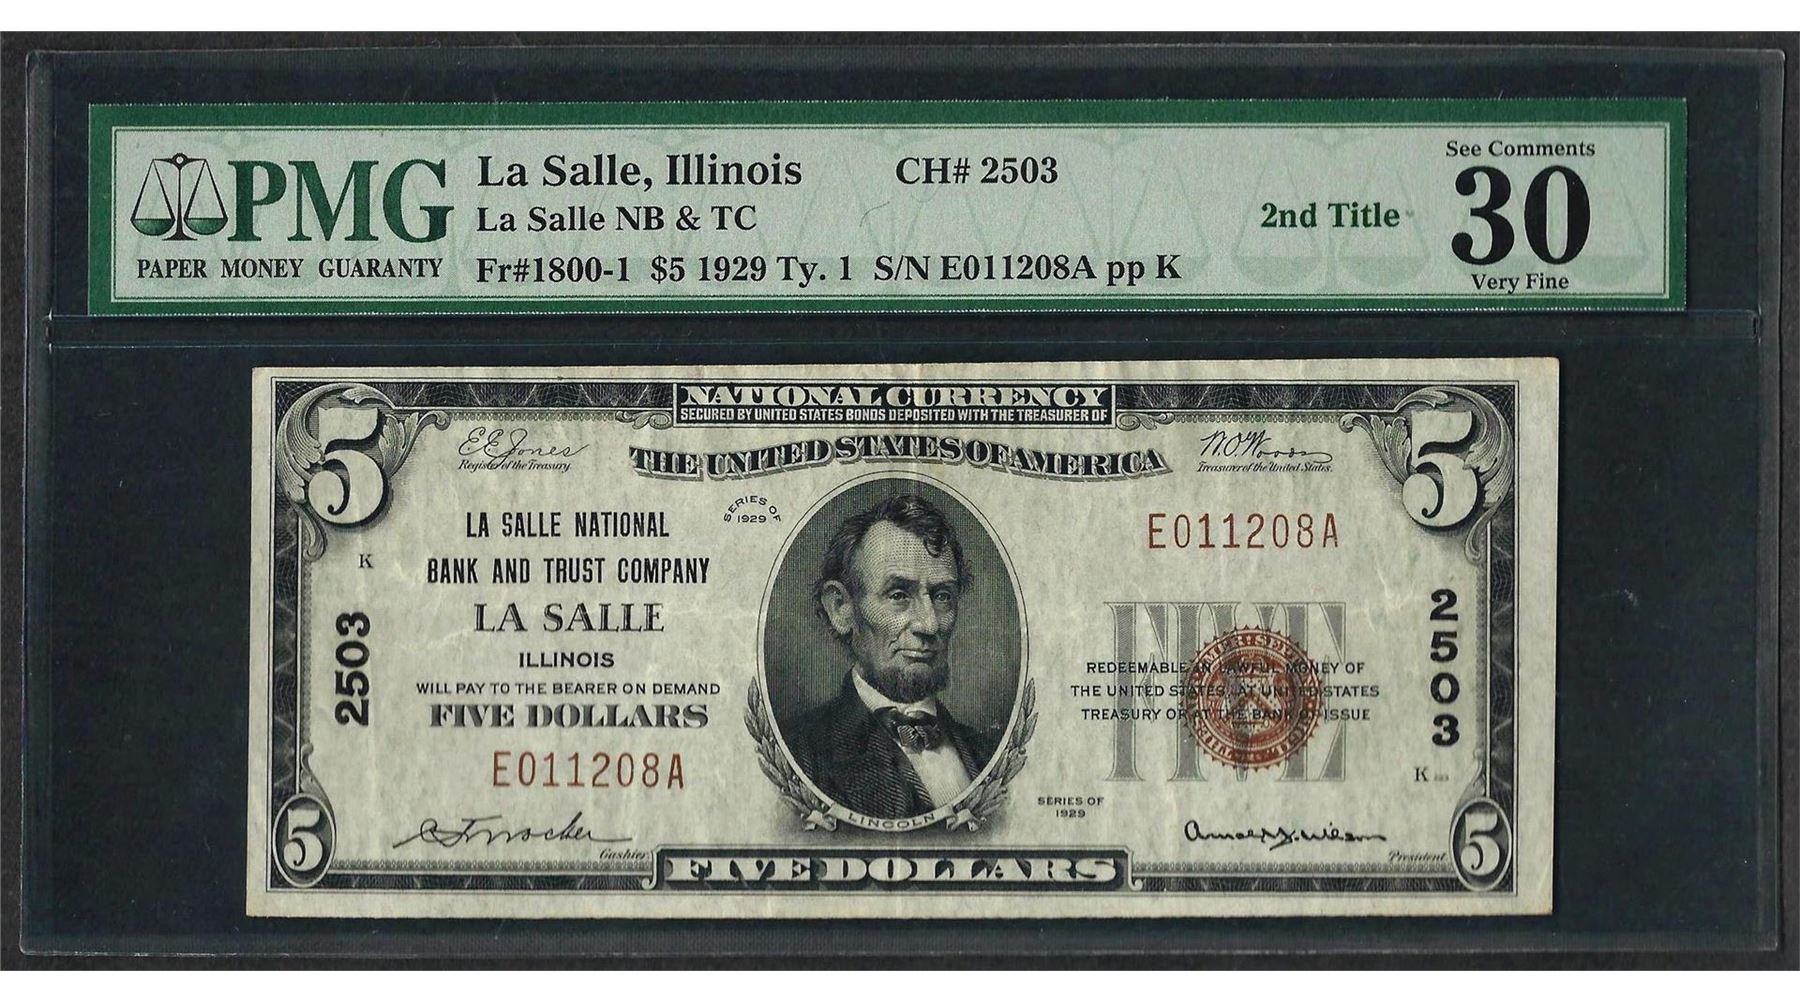 PMG
PAPER MONEY GUARANTY
La Salle, Illinois CH# 2503
La Salle NB & TC
Fr#1800-1 $5 1929 Ty. 1 S/N E011208A pp K
2nd Title
See Comments
30
Very Fine
NATIONAL CURRENCY
SECURED BY UNITED STATES BONDS DEPOSITED WITH THE TREASURER OF
THE UNITED STATES OF AMERICA
5
5
E E Jones
Register of the Treasury.
W.O. Woods
Treasurer of the United States.
SERIES OF
1929
LA SALLE NATIONAL
BANK AND TRUST COMPANY
LA SALLE
ILLINOIS
WILL PAY TO THE BEARER ON DEMAND
FIVE DOLLARS
K
2503
E011208A
E011208A
FIVE
REDEEMABLE IN LAWFUL MONEY OF
THE UNITED STATES AT UNITED STATES
TREASURY OR AT THE BANK OF ISSUE
2503
K
SERIES OF
1929
LINCOLN
Cashier.
President.
5
FIVE DOLLARS
5